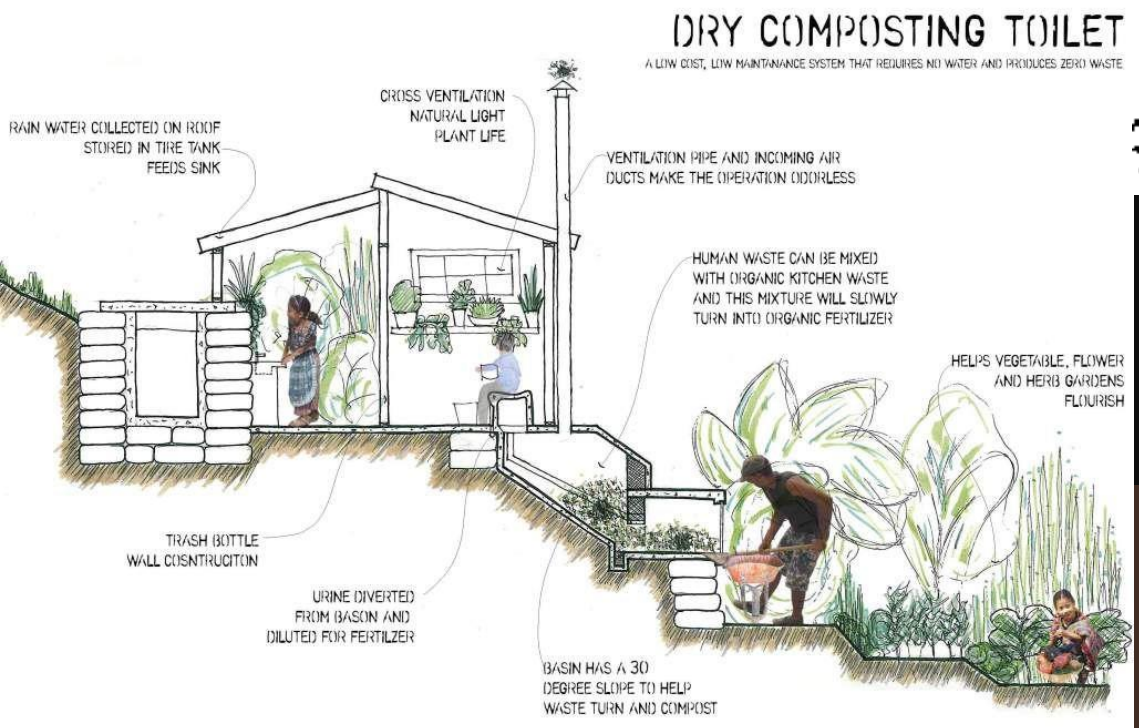 DRY COMPOSTING TOILET
A LOW COST, LOW MAINTANANCE SYSTEM THAT REQUIRES NO WATER AND PRODUCES ZERO WASTE
CROSS VENTILATION
NATURAL LIGHT
PLANT LIFE
RAIN WATER COLLECTED ON ROOF
STORED IN TIRE TANK
FEEDS SINK
VENTILATION PIPE AND INCOMING AIR
DUCTS MAKE THE OPERATION ODORLESS
HUMAN WASTE CAN BE MIXED
WITH ORGANIC KITCHEN WASTE
AND THIS MIXTURE WILL SLOWLY
TURN INTO ORGANIC FERTILIZER
HELPS VEGETABLE, FLOWER
AND HERB GARDENS
FLOURISH
TRASH BOTTLE
WALL COSNTRUCITON
URINE DIVERTED
FROM BASON AND
DILUTED FOR FERTILZER
BASIN HAS A 30
DEGREE SLOPE TO HELP
WASTE TURN AND COMPOST